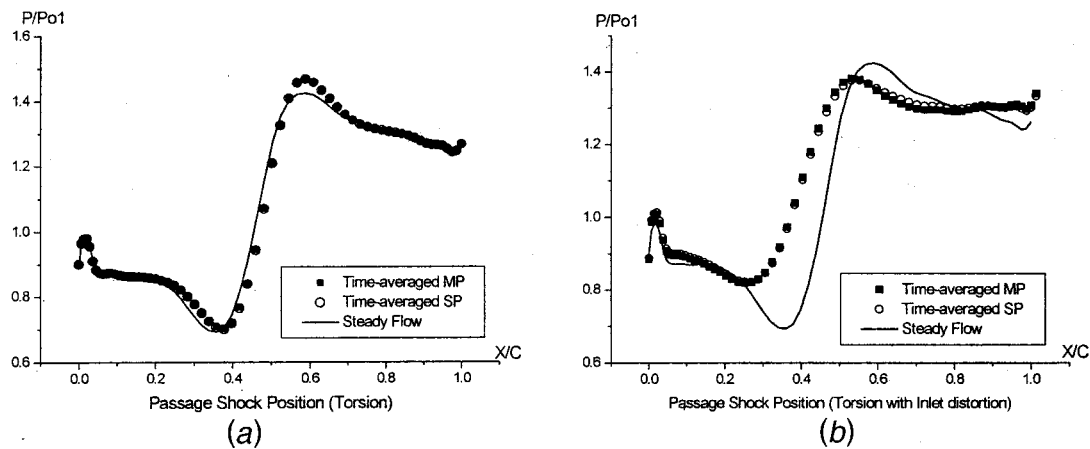 P/Po1
1.6
1.4
1.2
1.0
0.8
0.6
Time-averaged MP
Time-averaged SP
Steady Flow
X/C
0.0 0.2 0.4 0.6 0.8 1.0
Passage Shock Position (Torsion)
(a)
P/Po1
1.4
1.2
1.0
0.8
0.6
Time-averaged MP
Time-averaged SP
Steady Flow
X/C
0.0 0.2 0.4 0.6 0.8 1.0
Passage Shock Position (Torsion with Inlet distortion)
(b)